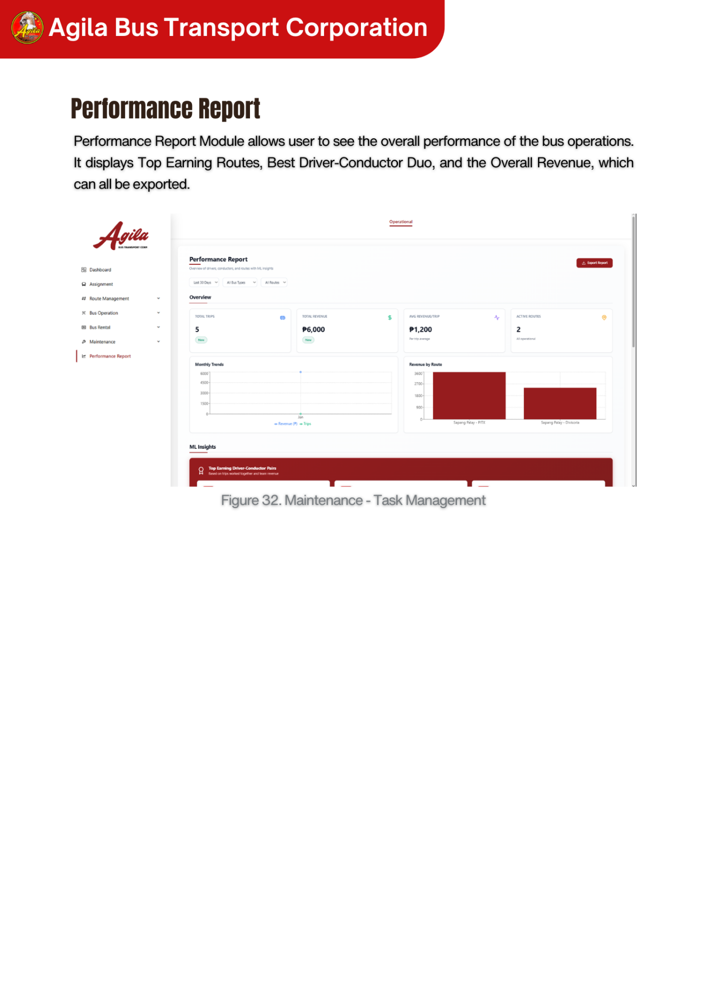 Agila
Agila Bus Transport Corporation
Performance Report
Performance Report Module allows user to see the overall performance of the bus operations.
It displays Top Earning Routes, Best Driver-Conductor Duo, and the Overall Revenue, which
can all be exported.
Agila
BUS TRANSPORT CORP.
Dashboard
Assignment
Route Management
Bus Operation
Bus Rental
Maintenance
Performance Report
Operational
Performance Report
Overview of drivers, conductors, and routes with ML insights
Export Report
Last 30 Days
All Bus Types
All Routes
Overview
TOTAL TRIPS
5
New
TOTAL REVENUE
₱6,000
New
AVG REVENUE/TRIP
₱1,200
Per trip average
ACTIVE ROUTES
2
All operational
Monthly Trends
6000
4500
3000
1500
0
Jan
Revenue (₱) Trips
Revenue by Route
3600
2700
1800
900
0
Sapang Palay - PITX
Sapang Palay - Divisoria
ML Insights
Top Earning Driver-Conductor Pairs
Based on trips worked together and team revenue
Figure 32. Maintenance - Task Management